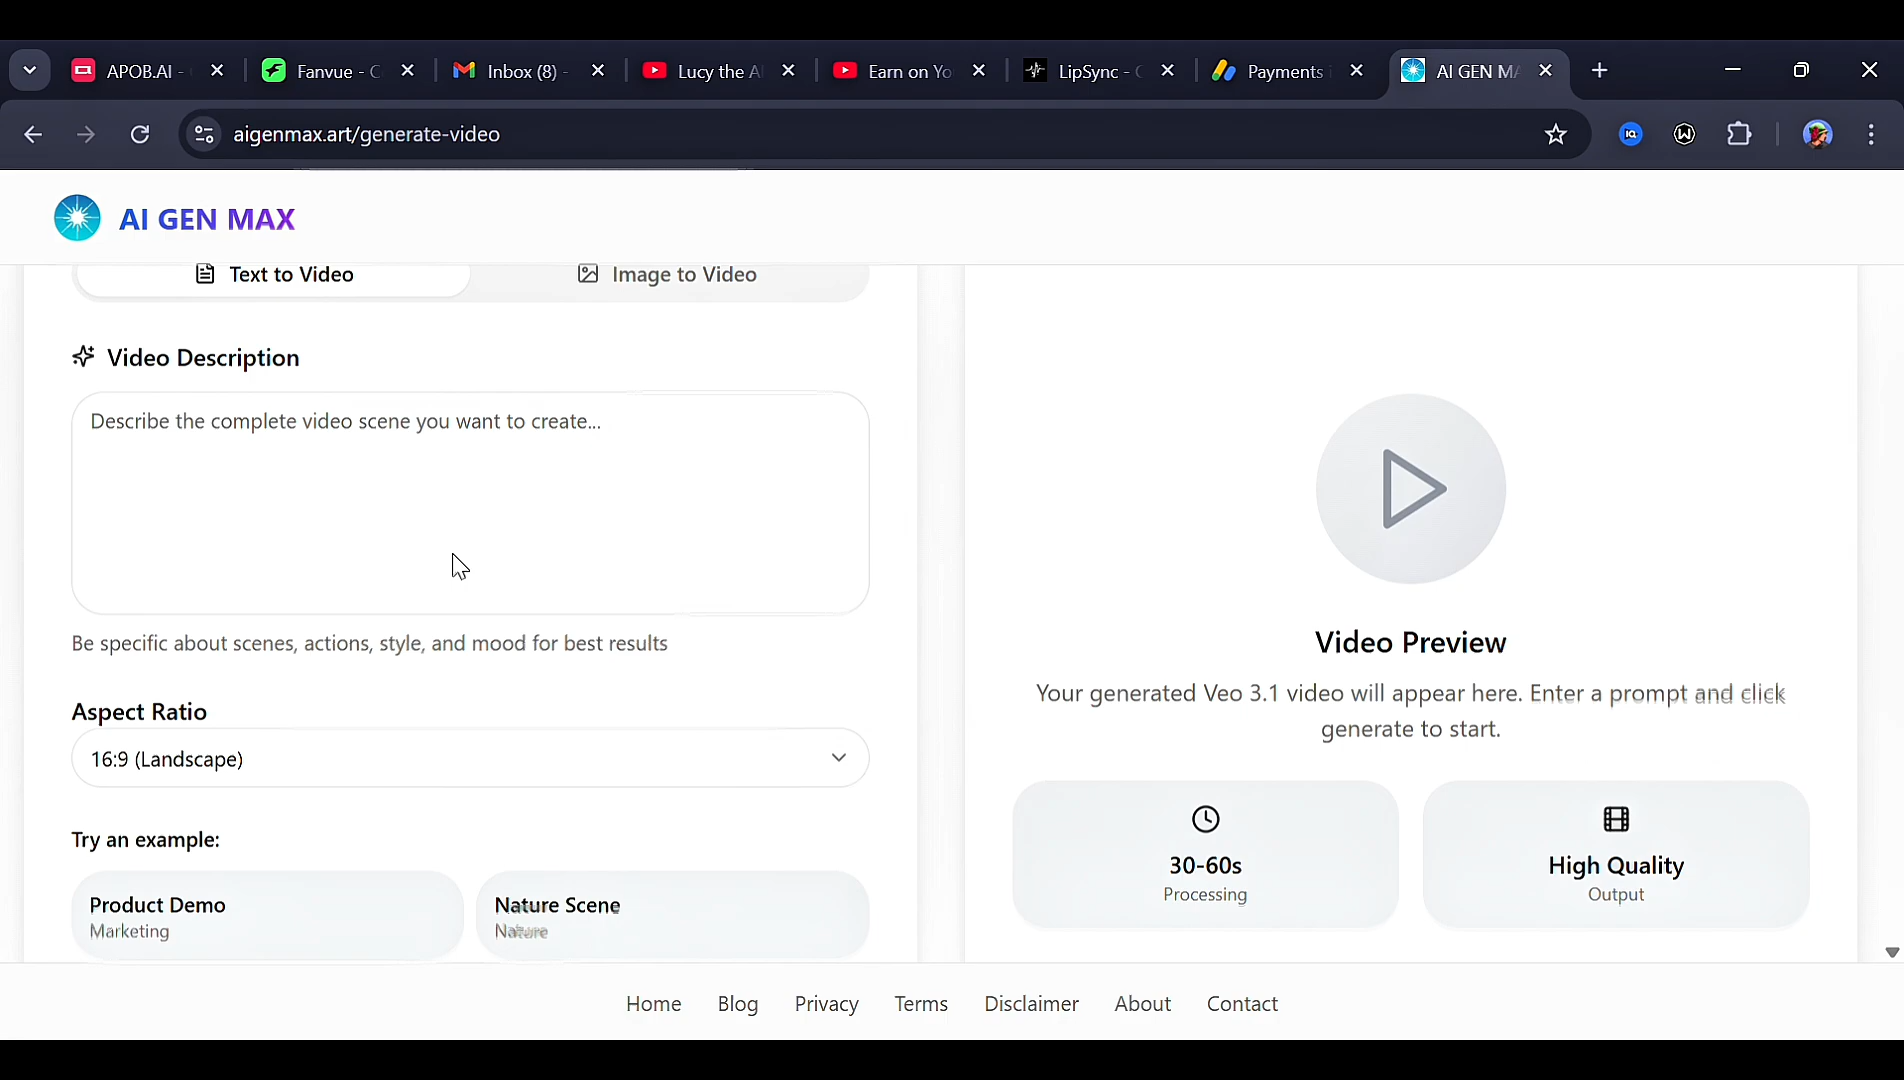 APOB.AI -
Fanvue - C
Inbox (8) -
Lucy the AI
Earn on Yo
LipSync - C
Payments i
AI GEN MA
aigenmax.art/generate-video
IQ
W
AI GEN MAX
Text to Video
Image to Video
Video Description
Describe the complete video scene you want to create...
Be specific about scenes, actions, style, and mood for best results
Aspect Ratio
16:9 (Landscape)
Try an example:
Product Demo
Marketing
Nature Scene
Nature
Video Preview
Your generated Veo 3.1 video will appear here. Enter a prompt and click
generate to start.
30-60s
Processing
High Quality
Output
Home Blog Privacy Terms Disclaimer About Contact